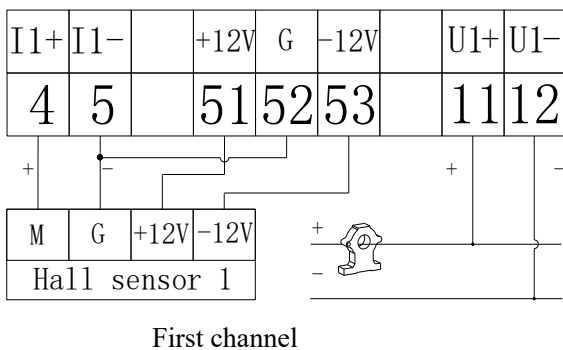 I1+ I1- +12V G -12V U1+ U1-
4 5 51 52 53 11 12
+ - + -
M G +12V -12V +
Hall sensor 1 -
First channel